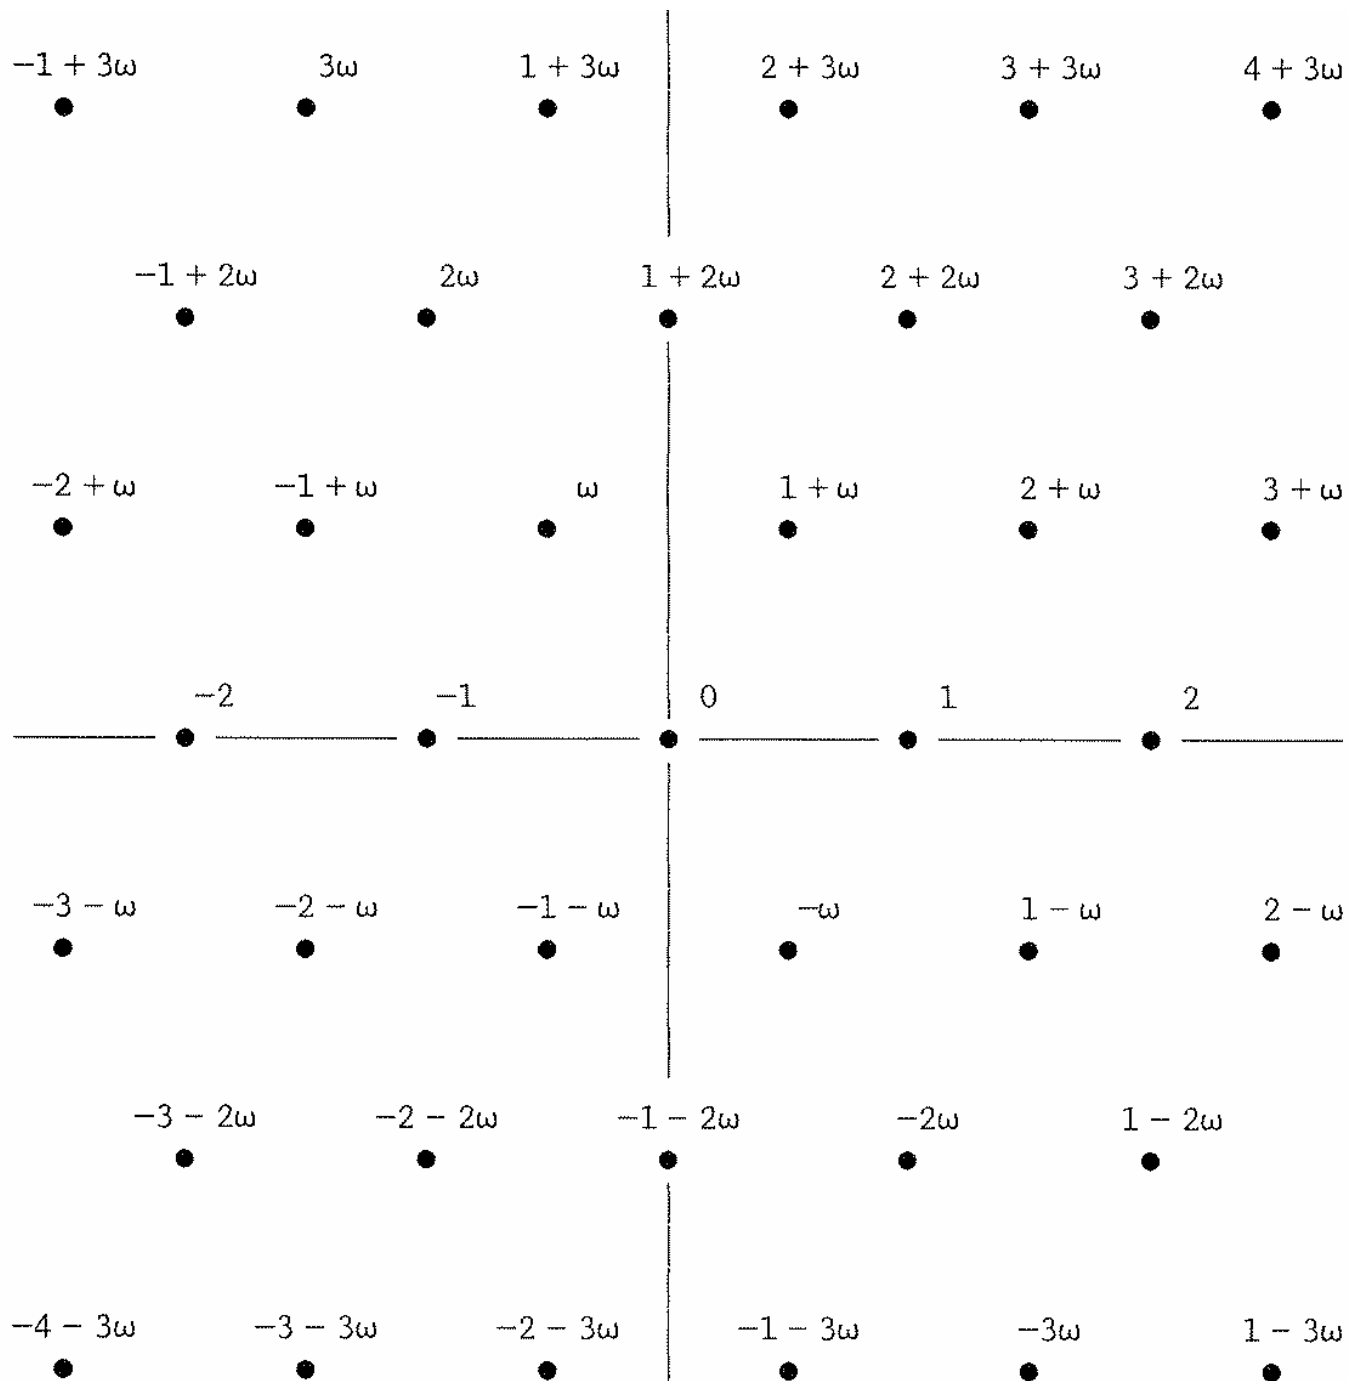 −1 + 3ω 3ω 1 + 3ω 2 + 3ω 3 + 3ω 4 + 3ω
−1 + 2ω 2ω 1 + 2ω 2 + 2ω 3 + 2ω
−2 + ω −1 + ω ω 1 + ω 2 + ω 3 + ω
−2 −1 0 1 2
−3 − ω −2 − ω −1 − ω −ω 1 − ω 2 − ω
−3 − 2ω −2 − 2ω −1 − 2ω −2ω 1 − 2ω
−4 − 3ω −3 − 3ω −2 − 3ω −1 − 3ω −3ω 1 − 3ω